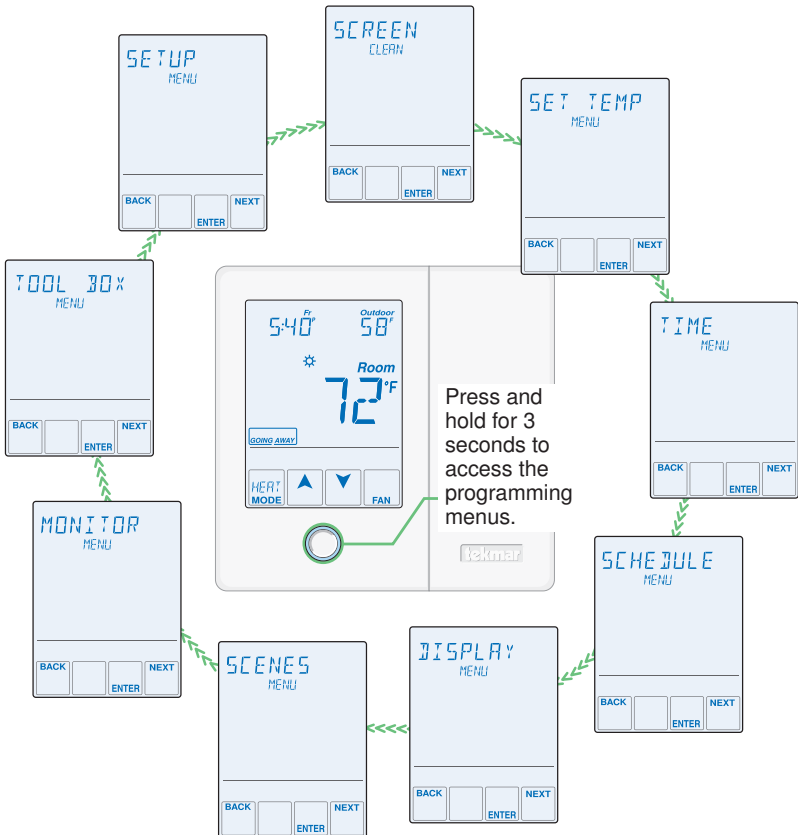 SCREEN
CLEAN
BACK ENTER NEXT
SETUP
MENU
BACK ENTER NEXT
SET TEMP
MENU
BACK ENTER NEXT
TOOL BOX
MENU
BACK ENTER NEXT
Fr Outdoor
5:40P 58°F
Room
72°F
GOING AWAY
HEAT
MODE FAN
Press and
hold for 3
seconds to
access the
programming
menus.
tekmar
TIME
MENU
BACK ENTER NEXT
MONITOR
MENU
BACK ENTER NEXT
SCHEDULE
MENU
BACK ENTER NEXT
SCENES
MENU
BACK ENTER NEXT
DISPLAY
MENU
BACK ENTER NEXT